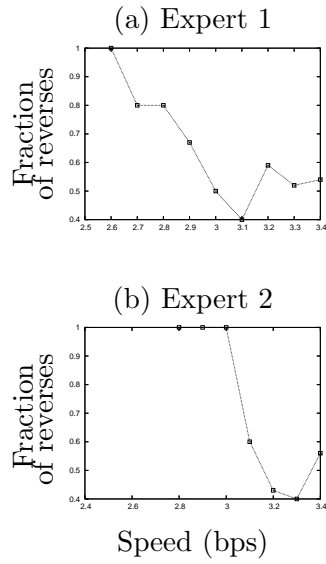 (a) Expert 1
Fraction
of reverses
1
0.9
0.8
0.7
0.6
0.5
0.4
2.5 2.6 2.7 2.8 2.9 3.0 3.1 3.2 3.3 3.4
(b) Expert 2
Fraction
of reverses
1
0.9
0.8
0.7
0.6
0.5
0.4
2.4 2.6 2.8 3 3.2 3.4
Speed (bps)